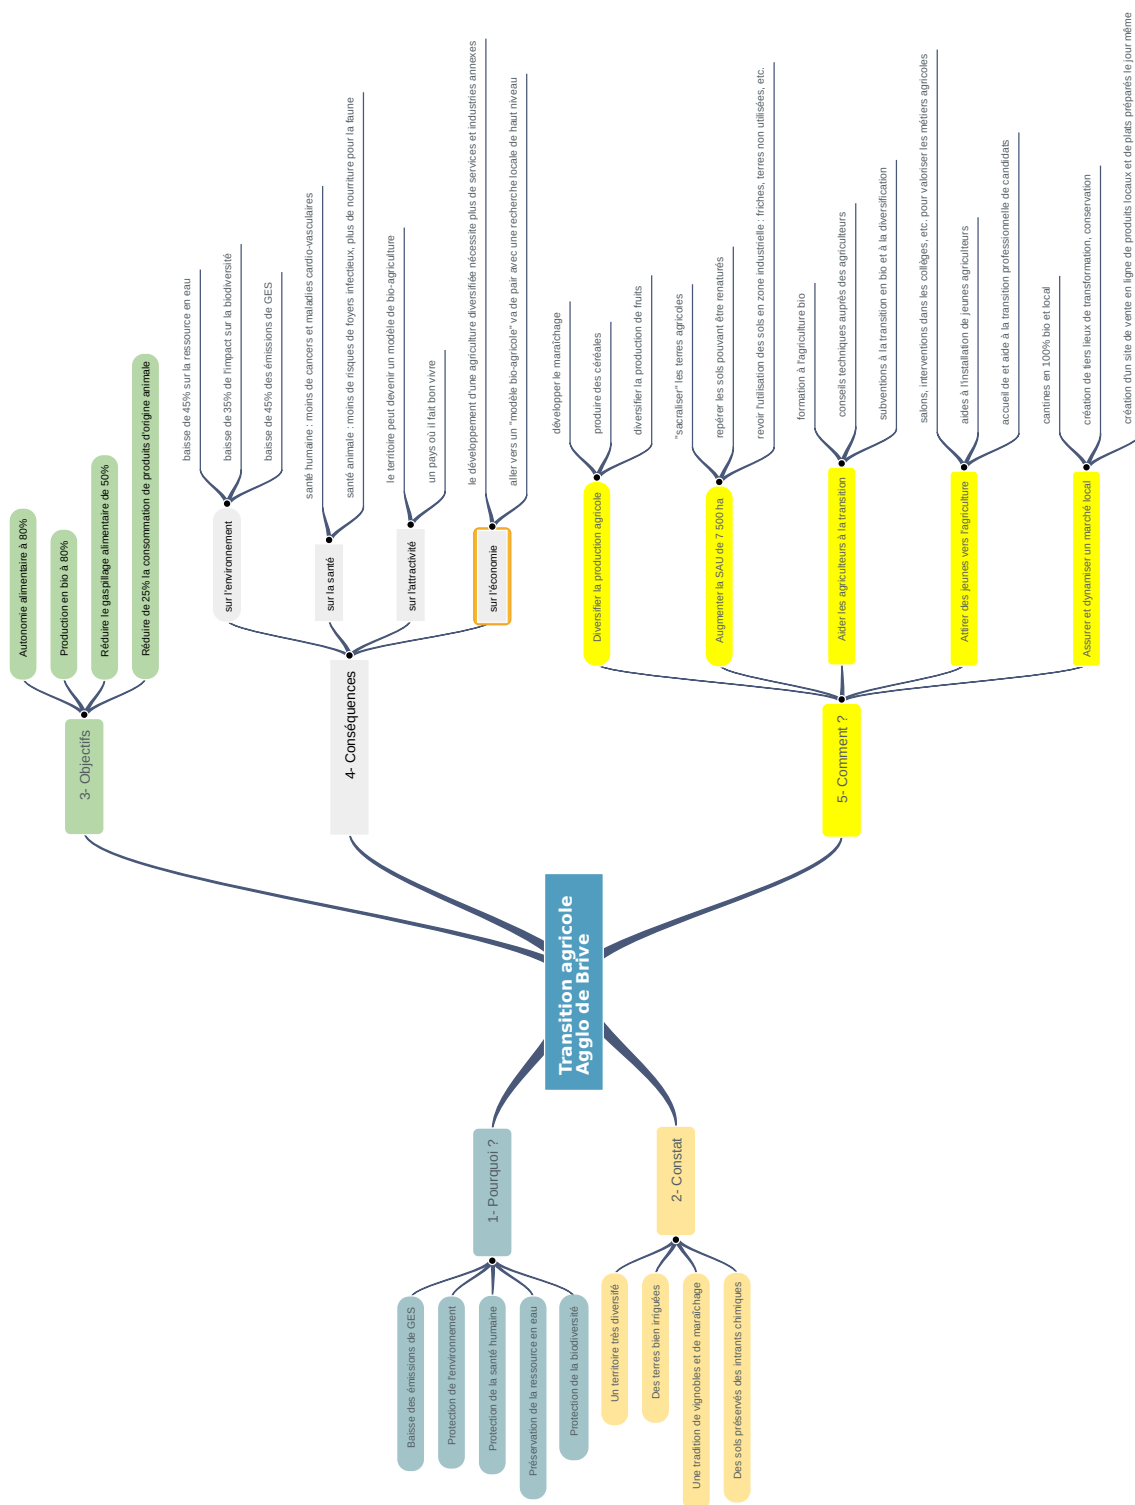 Transition agricole
Agglo de Brive
1- Pourquoi ?
Baisse des émissions de GES
Protection de l'environnement
Protection de la santé humaine
Préservation de la ressource en eau
Protection de la biodiversité
2- Constat
Un territoire très diversifé
Des terres bien irriguées
Une tradition de vignobles et de maraîchage
Des sols préservés des intrants chimiques
3- Objectifs
Autonomie alimentaire à 80%
Production en bio à 80%
Réduire le gaspillage alimentaire de 50%
Réduire de 25% la consommation de produits d'origine animale
4- Conséquences
sur l'environnement
baisse de 45% sur la ressource en eau
baisse de 35% de l'impact sur la biodiversité
baisse de 45% des émissions de GES
sur la santé
santé humaine : moins de cancers et maladies cardio-vasculaires
santé animale : moins de risques de foyers infectieux, plus de nourriture pour la faune
sur l'attractivité
le territoire peut devenir un modèle de bio-agriculture
un pays où il fait bon vivre
sur l'économie
le développement d'une agriculture diversifiée nécessite plus de services et industries annexes
aller vers un "modèle bio-agricole" va de pair avec une recherche locale de haut niveau
5- Comment ?
Diversifier la production agricole
développer le maraîchage
produire des céréales
diversifier la production de fruits
Augmenter la SAU de 7 500 ha
"sacraliser" les terres agricoles
repérer les sols pouvant être renaturés
revoir l'utilisation des sols en zone industrielle : friches, terres non utilisées, etc.
Aider les agriculteurs à la transition
formation à l'agriculture bio
conseils techniques auprès des agriculteurs
subventions à la transition en bio et à la diversification
Attirer des jeunes vers l'agriculture
salons, interventions dans les collèges, etc. pour valoriser les métiers agricoles
aides à l'installation de jeunes agriculteurs
accueil de et aide à la transition professionnelle de candidats
Assurer et dynamiser un marché local
cantines en 100% bio et local
création de tiers lieux de transformation, conservation
création d'un site de vente en ligne de produits locaux et de plats préparés le jour même